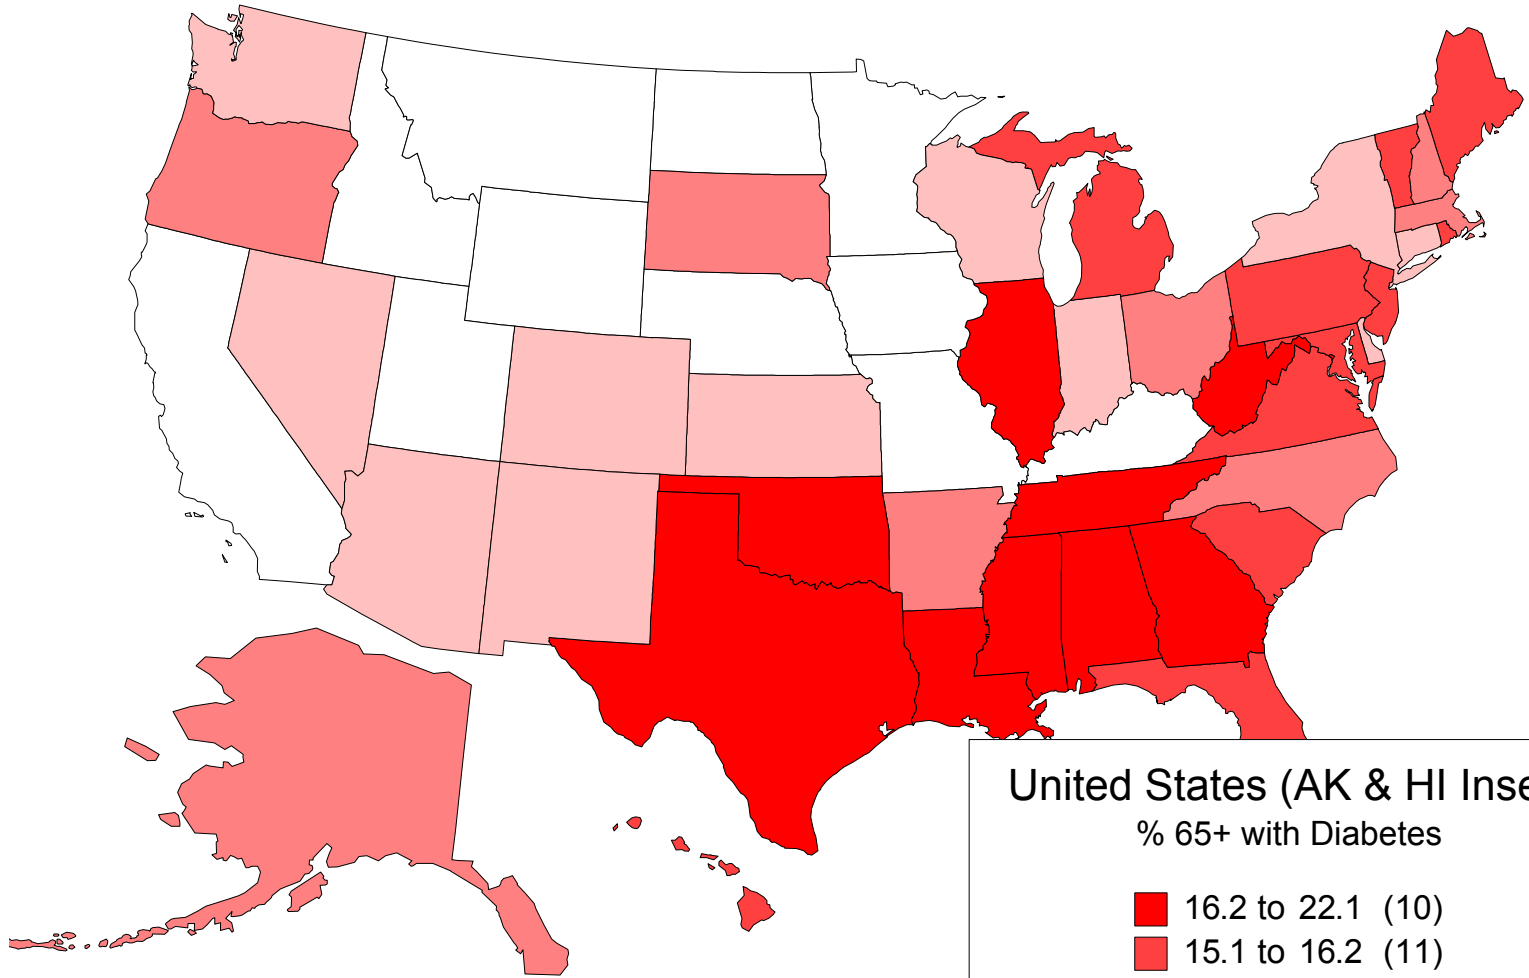 United States (AK & HI Inse
% 65+ with Diabetes
16.2 to 22.1 (10)
15.1 to 16.2 (11)